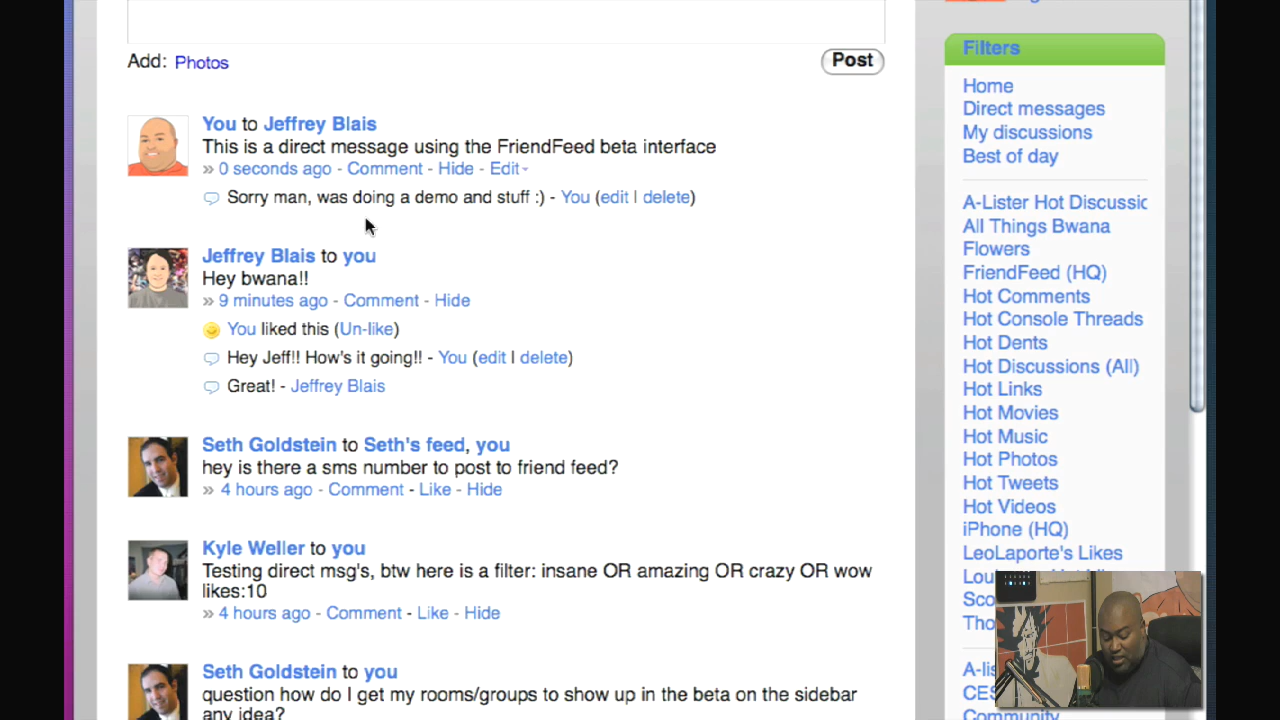 Add: Photos
Post
You to Jeffrey Blais
This is a direct message using the FriendFeed beta interface
» 0 seconds ago - Comment - Hide - Edit
Sorry man, was doing a demo and stuff :) - You (edit | delete)
Jeffrey Blais to you
Hey bwana!!
» 9 minutes ago - Comment - Hide
You liked this (Un-like)
Hey Jeff!! How's it going!! - You (edit | delete)
Great! - Jeffrey Blais
Seth Goldstein to Seth's feed, you
hey is there a sms number to post to friend feed?
» 4 hours ago - Comment - Like - Hide
Kyle Weller to you
Testing direct msg's, btw here is a filter: insane OR amazing OR crazy OR wow
likes:10
» 4 hours ago - Comment - Like - Hide
Seth Goldstein to you
question how do I get my rooms/groups to show up in the beta on the sidebar
any idea?
Filters
Home
Direct messages
My discussions
Best of day
A-Lister Hot Discussic
All Things Bwana
Flowers
FriendFeed (HQ)
Hot Comments
Hot Console Threads
Hot Dents
Hot Discussions (All)
Hot Links
Hot Movies
Hot Music
Hot Photos
Hot Tweets
Hot Videos
iPhone (HQ)
LeoLaporte's Likes
Lou
Sco
Tho
A-li
CES
Community